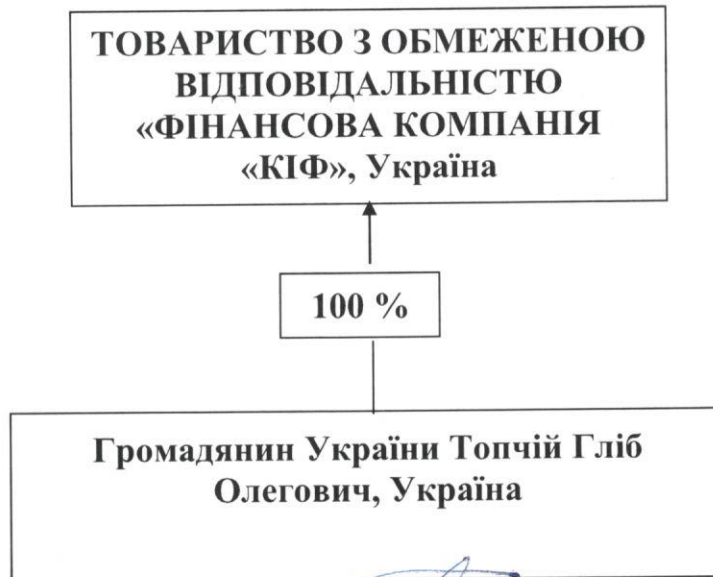 ТОВАРИСТВО З ОБМЕЖЕНОЮ
ВІДПОВІДАЛЬНІСТЮ
«ФІНАНСОВА КОМПАНІЯ
«КІФ», Україна
100 %
Громадянин України Топчій Гліб
Олегович, Україна